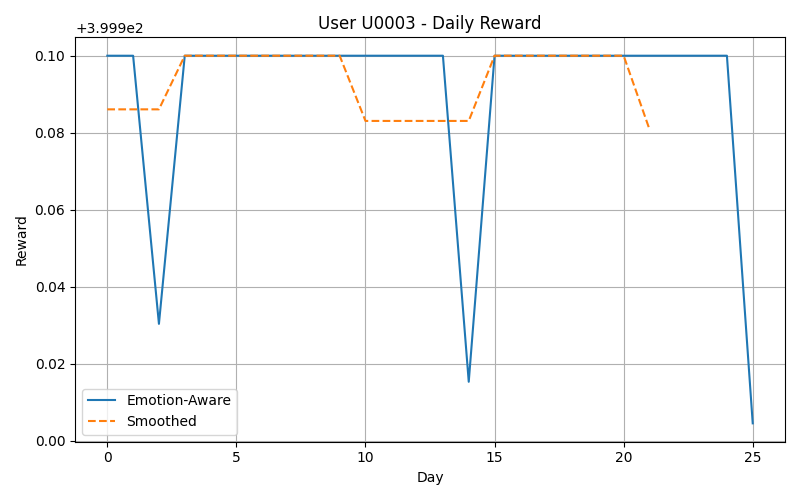 User U0003 - Daily Reward
+3.999e2
0.10
0.08
0.06
0.04
0.02
0.00
Reward
Emotion-Aware
Smoothed
0 5 10 15 20 25
Day